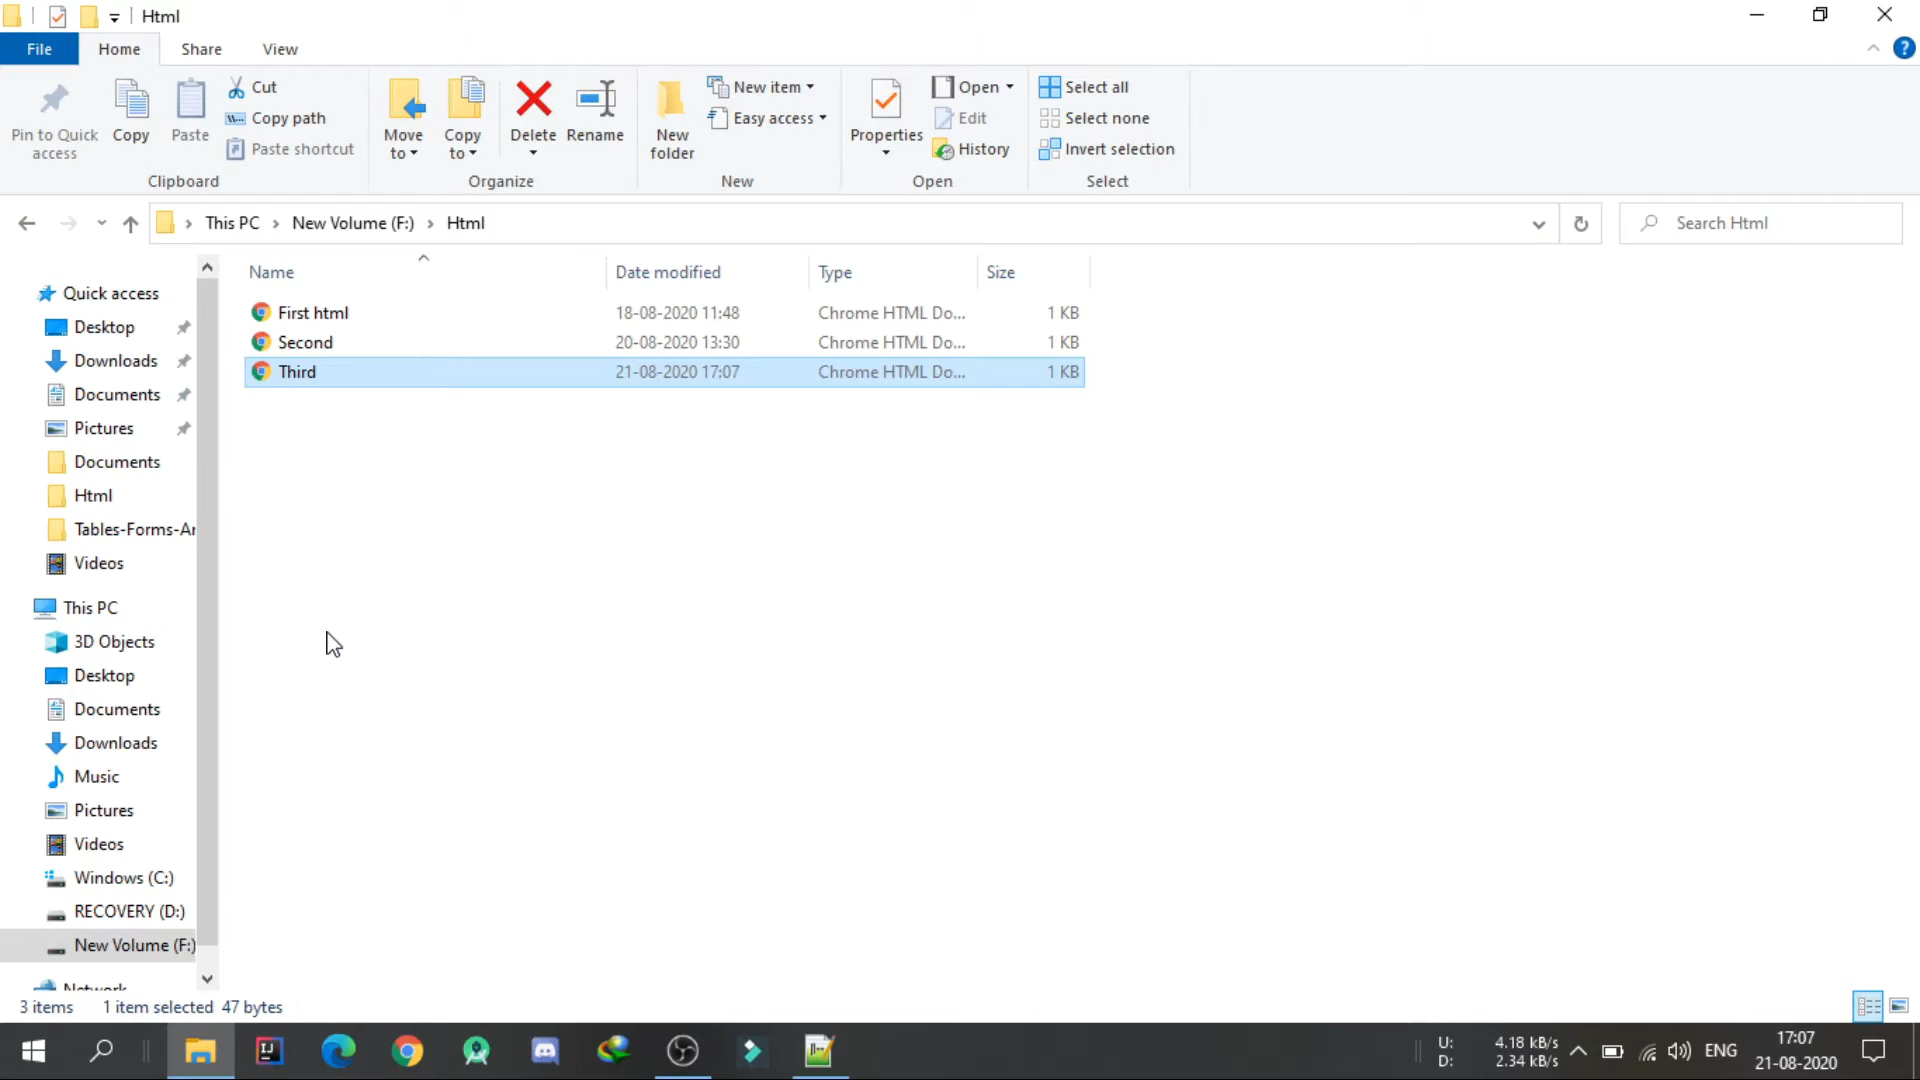 Html
File Home Share View
Pin to Quick access
Copy
Paste
Cut
Copy path
Paste shortcut
Clipboard
Move to
Copy to
Delete
Rename
Organize
New folder
New item
Easy access
New
Properties
Open
Edit
History
Open
Select all
Select none
Invert selection
Select
This PC New Volume (F:) Html
Search Html
Name Date modified Type Size
First html 18-08-2020 11:48 Chrome HTML Do... 1 KB
Second 20-08-2020 13:30 Chrome HTML Do... 1 KB
Third 21-08-2020 17:07 Chrome HTML Do... 1 KB
Quick access
Desktop
Downloads
Documents
Pictures
Documents
Html
Tables-Forms-Ar
Videos
This PC
3D Objects
Desktop
Documents
Downloads
Music
Pictures
Videos
Windows (C:)
RECOVERY (D:)
New Volume (F:)
Network
3 items 1 item selected 47 bytes
U: 4.18 kB/s
D: 2.34 kB/s
ENG
17:07
21-08-2020